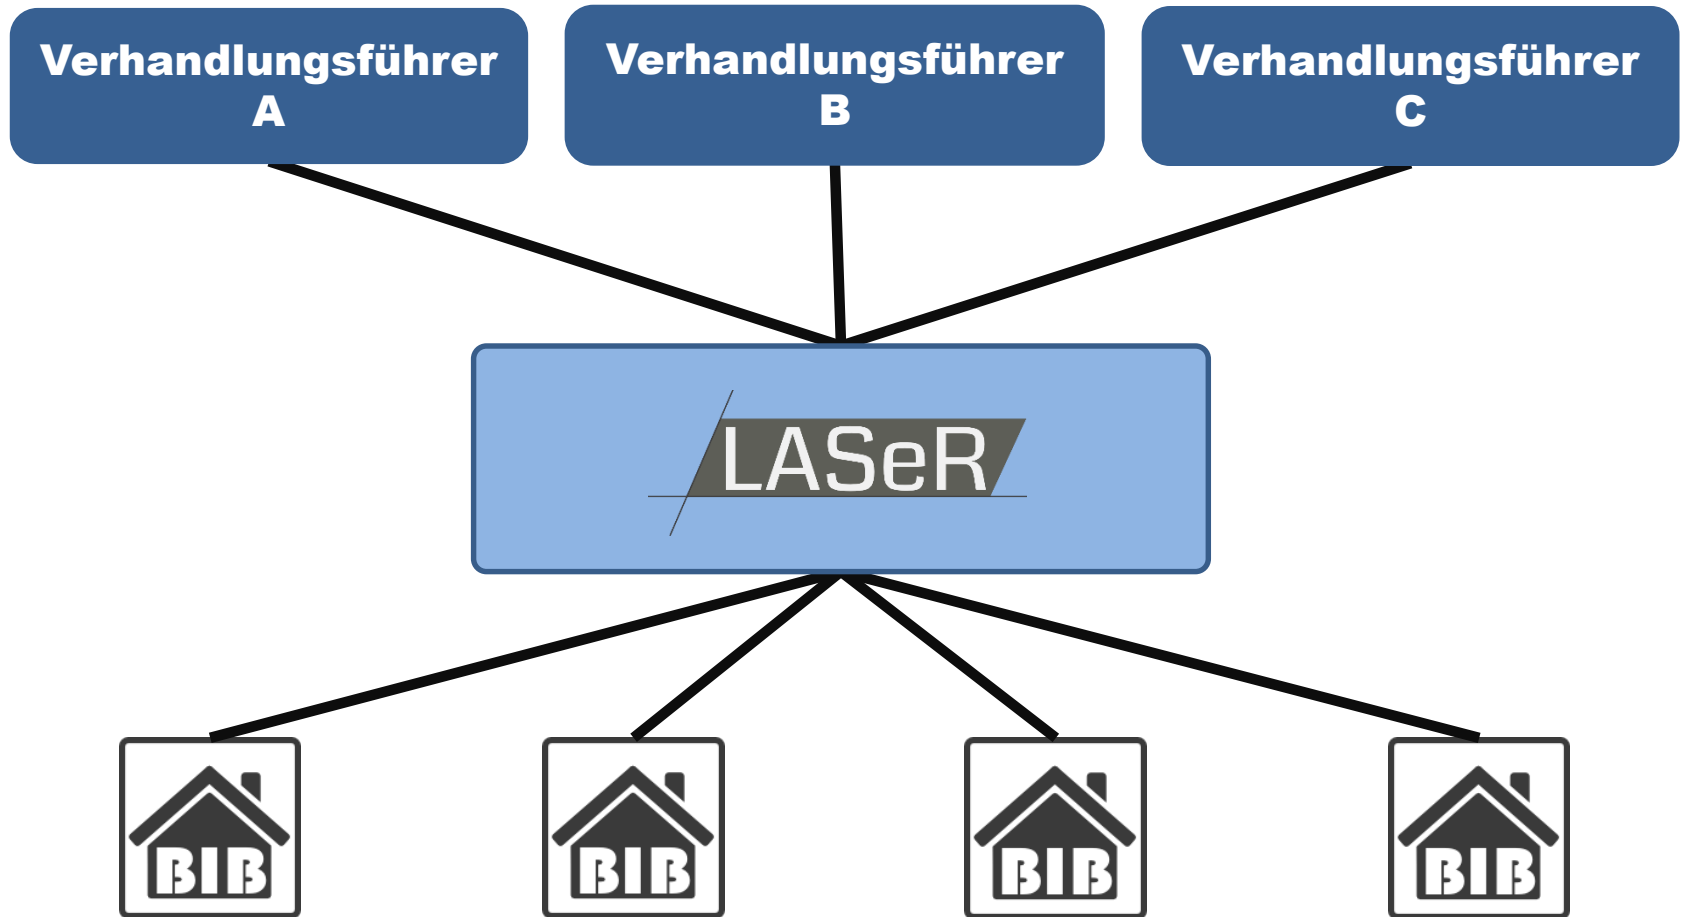 Verhandlungsführer
A
Verhandlungsführer
B
Verhandlungsführer
C
LASeR
BIB
BIB
BIB
BIB